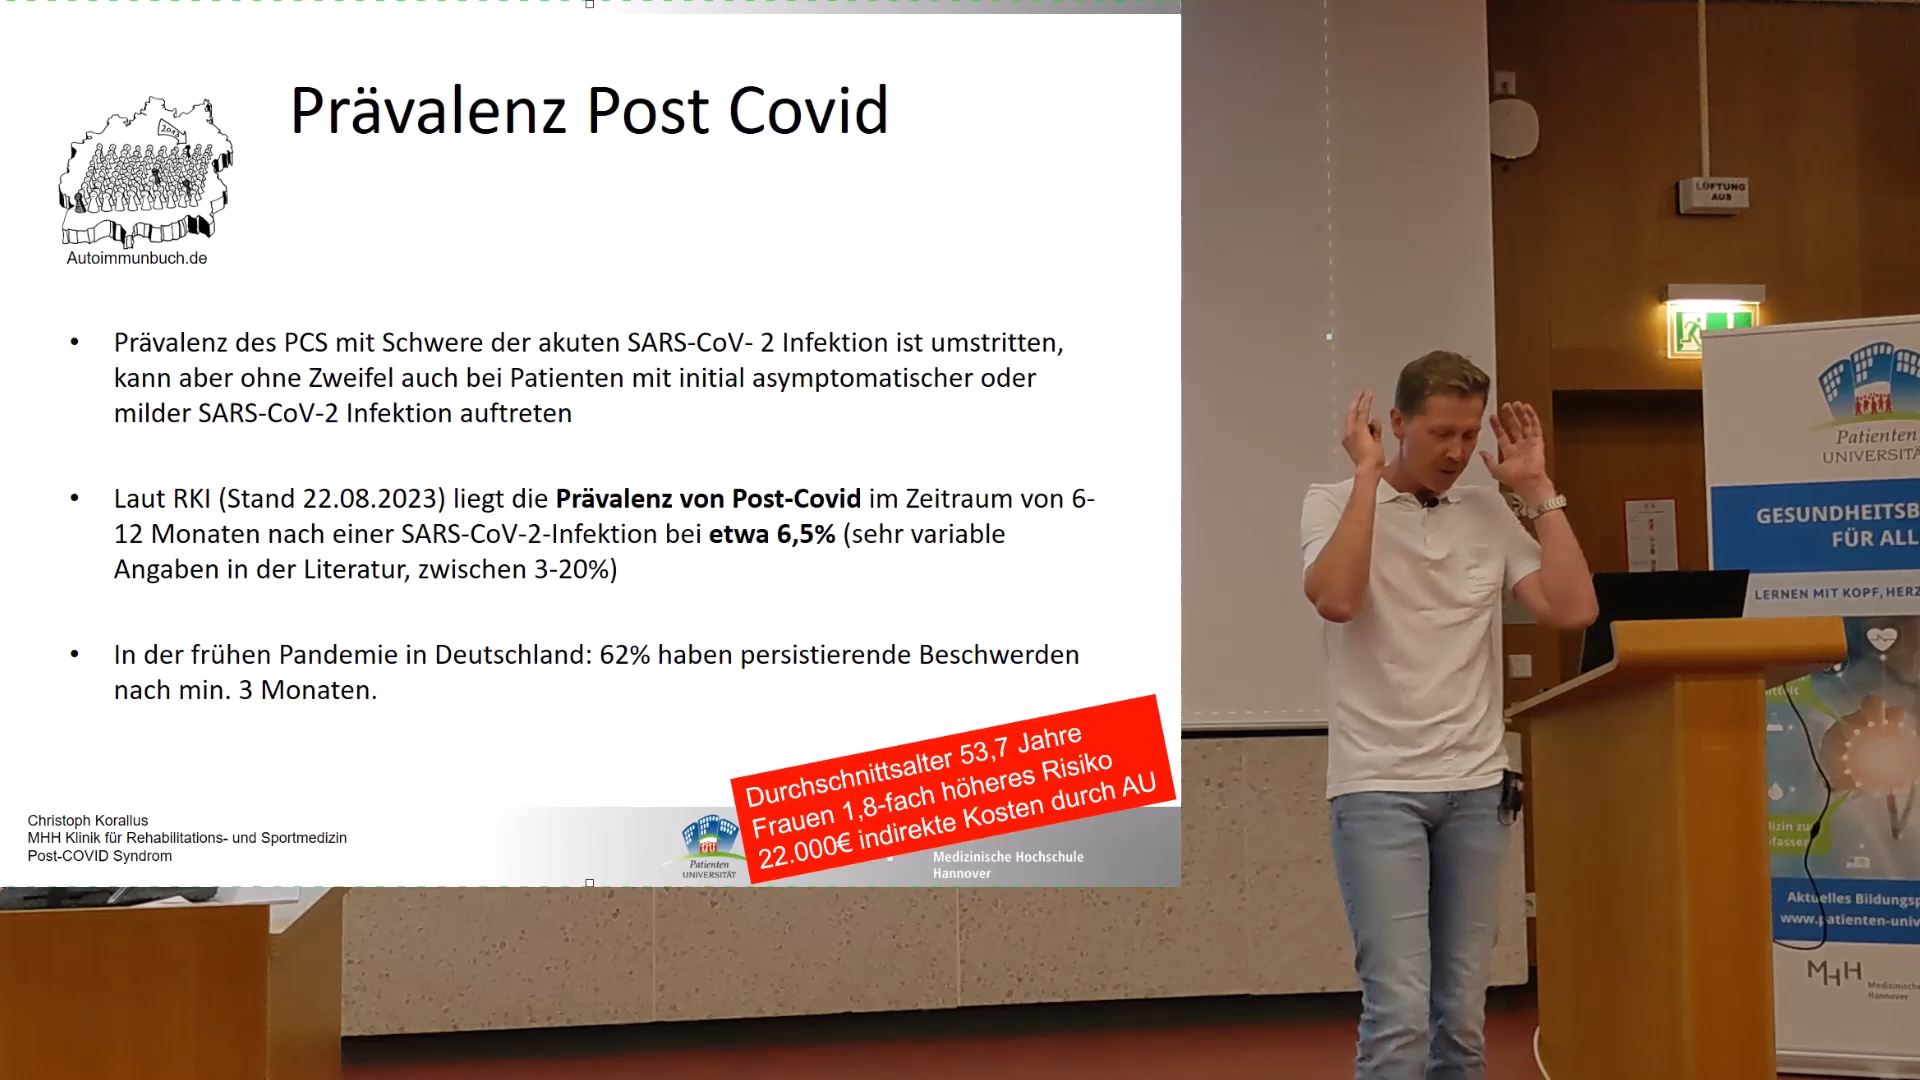 Prävalenz Post Covid
2013
Autoimmunbuch.de
• Prävalenz des PCS mit Schwere der akuten SARS-CoV- 2 Infektion ist umstritten,
kann aber ohne Zweifel auch bei Patienten mit initial asymptomatischer oder
milder SARS-CoV-2 Infektion auftreten
• Laut RKI (Stand 22.08.2023) liegt die Prävalenz von Post-Covid im Zeitraum von 6-
12 Monaten nach einer SARS-CoV-2-Infektion bei etwa 6,5% (sehr variable
Angaben in der Literatur, zwischen 3-20%)
• In der frühen Pandemie in Deutschland: 62% haben persistierende Beschwerden
nach min. 3 Monaten.
Durchschnittsalter 53,7 Jahre
Frauen 1,8-fach höheres Risiko
22.000€ indirekte Kosten durch AU
Christoph Korallus
MHH Klinik für Rehabilitations- und Sportmedizin
Post-COVID Syndrom
Patienten
UNIVERSITÄT
Medizinische Hochschule
Hannover
LÜFTUNG
AUS
Patienten
UNIVERSITÄ
GESUNDHEITSB
FÜR ALL
LERNEN MIT KOPF, HERZ
Aktuelles Bildungsp
www.patienten-univ
MHH
Medizinische
Hannover